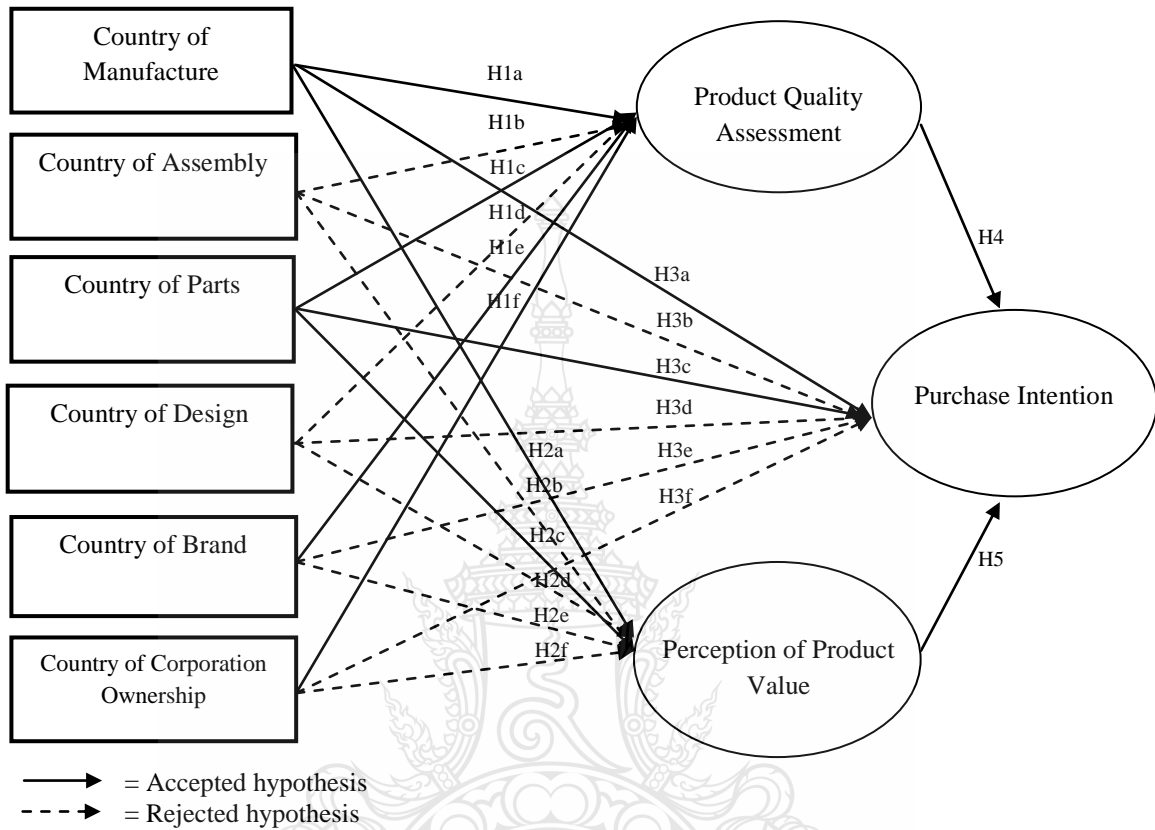 Country of
Manufacture
Country of Assembly
Country of Parts
Country of Design
Country of Brand
Country of Corporation
Ownership
H1a
H1b
H1c
H1d
H1e
H1f
H2a
H2b
H2c
H2d
H2e
H2f
H3a
H3b
H3c
H3d
H3e
H3f
Product Quality
Assessment
Perception of Product
Value
H4
H5
Purchase Intention
= Accepted hypothesis
= Rejected hypothesis